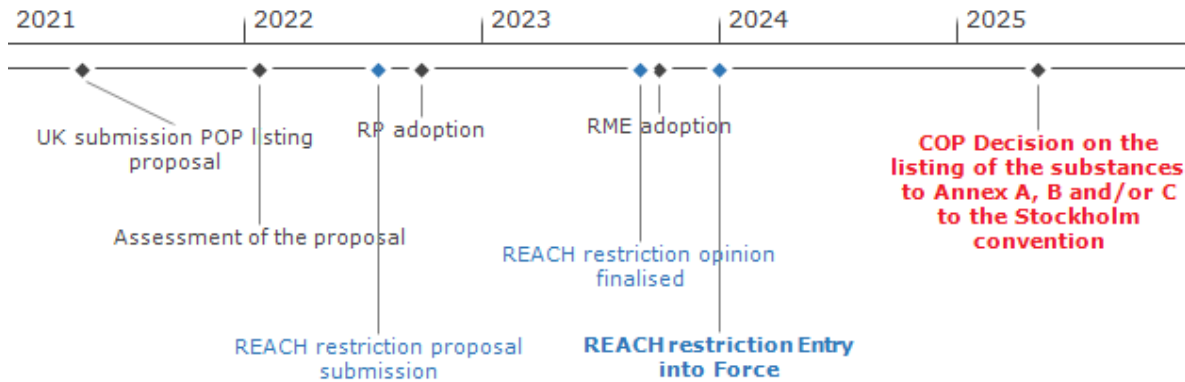 2021
2022
2023
2024
2025
UK submission POP listing
proposal
RP adoption
RME adoption
COP Decision on the
listing of the substances
to Annex A, B and/or C
to the Stockholm
convention
Assessment of the proposal
REACH restriction opinion
finalised
REACH restriction proposal
submission
REACH restriction Entry
into Force